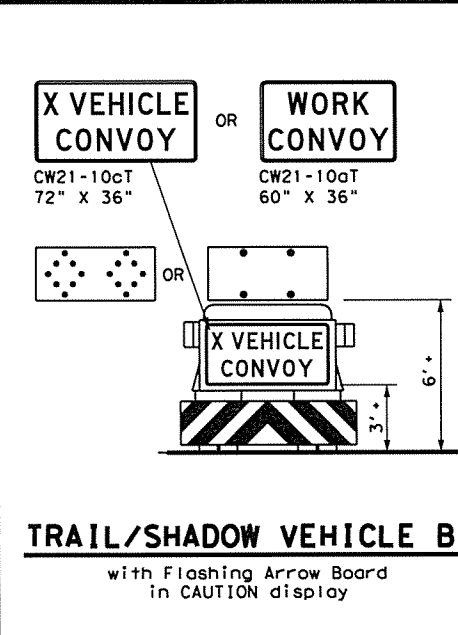 X VEHICLE
CONVOY
OR
WORK
CONVOY
CW21-10cT
72" X 36"
CW21-10aT
60" X 36"
OR
X VEHICLE
CONVOY
6' +
3' +
TRAIL/SHADOW VEHICLE B
with Flashing Arrow Board
in CAUTION display